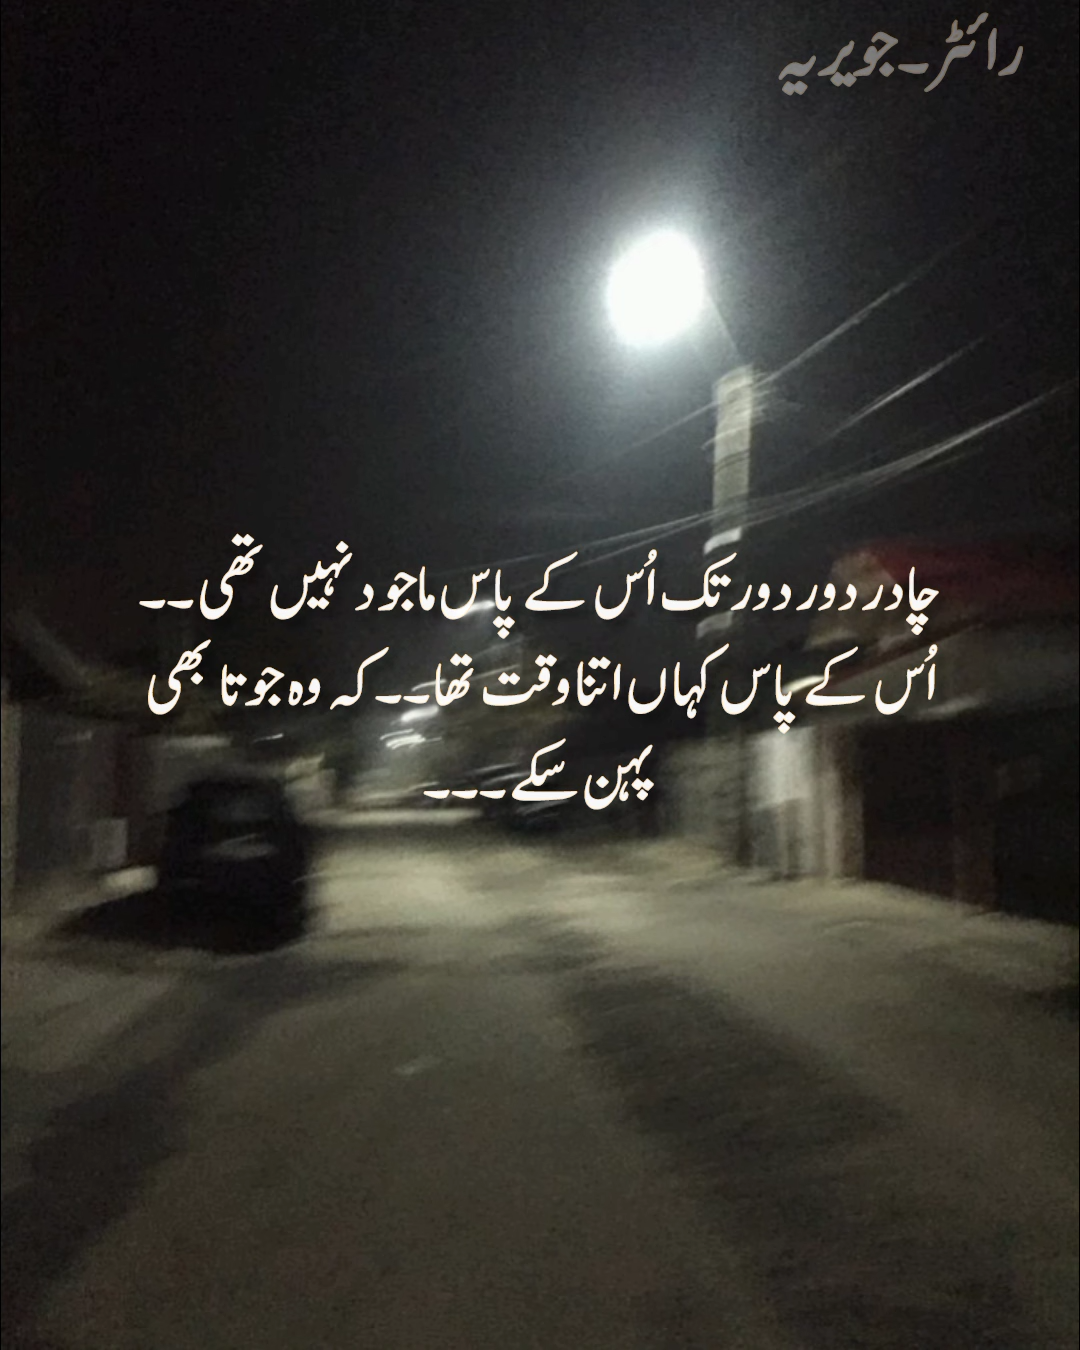 رائٹر۔جویریہ
چادر دور دور تک اُس کے پاس ماجود نہیں تھی۔۔
اُس کے پاس کہاں اتنا وقت تھا۔۔ کہ وہ جوتا بھی
پہن سکے۔۔۔